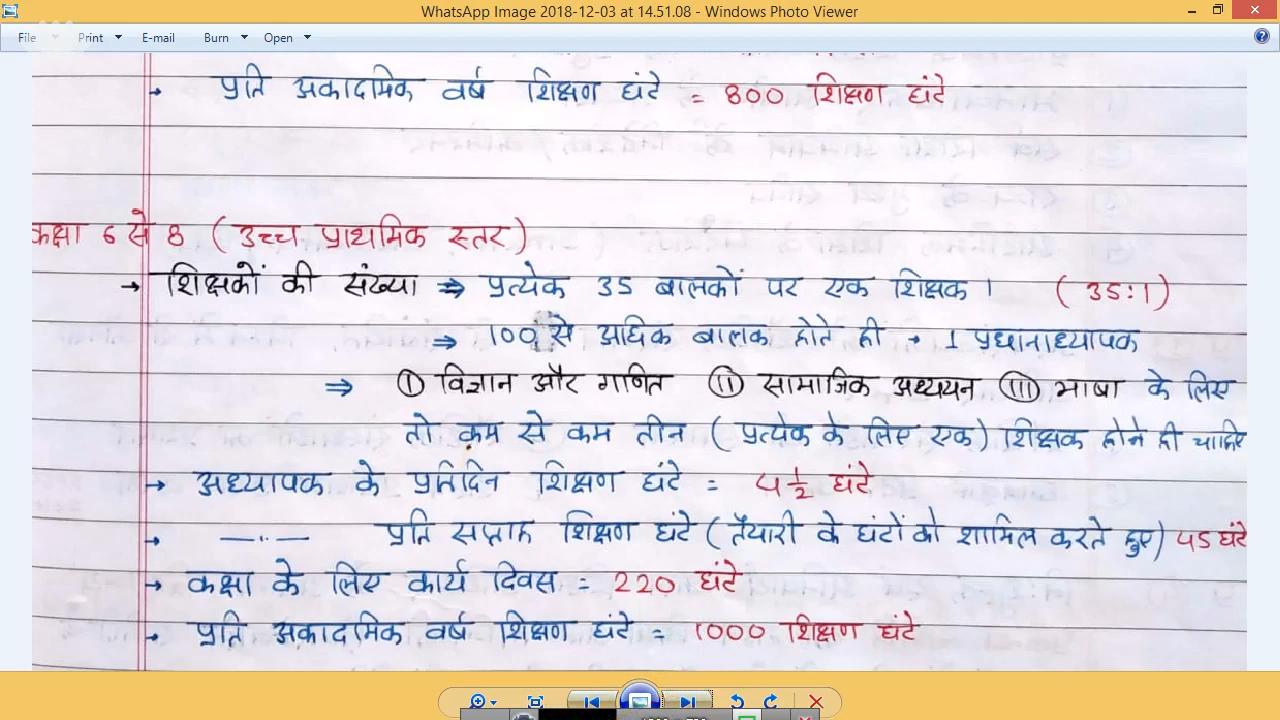 WhatsApp Image 2018-12-03 at 14.51.08 - Windows Photo Viewer
File Print E-mail Burn Open
→ प्रति अकादमिक वर्ष शिक्षण घंटे = 800 शिक्षण घंटे
कक्षा 6 से 8 ( उच्च प्राथमिक स्तर )
→ शिक्षकों की संख्या ⇒ प्रत्येक 35 बालकों पर एक शिक्षक । ( 35:1 )
⇒ 100 से अधिक बालक होते ही → 1 प्रधानाध्यापक
⇒ (I) विज्ञान और गणित (II) सामाजिक अध्ययन (III) भाषा के लिए
तो कम से कम तीन ( प्रत्येक के लिए एक ) शिक्षक होने ही चाहिए
→ अध्यापक के प्रतिदिन शिक्षण घंटे = 4 1/2 घंटे
→ —"— प्रति सप्ताह शिक्षण घंटे ( तैयारी के घंटों को शामिल करते हुए ) 45 घंटे
→ कक्षा के लिए कार्य दिवस = 220 घंटे
→ प्रति अकादमिक वर्ष शिक्षण घंटे = 1000 शिक्षण घंटे